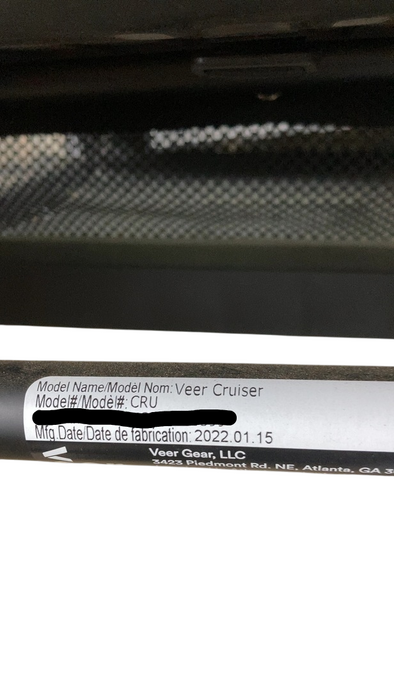 Model Name/Modèl Nom: Veer Cruiser
Model#/Modèl#: CRU
Mfg Date/Date de fabrication: 2022.01.15
Veer Gear, LLC
3423 Piedmont Rd. NE, Atlanta, GA